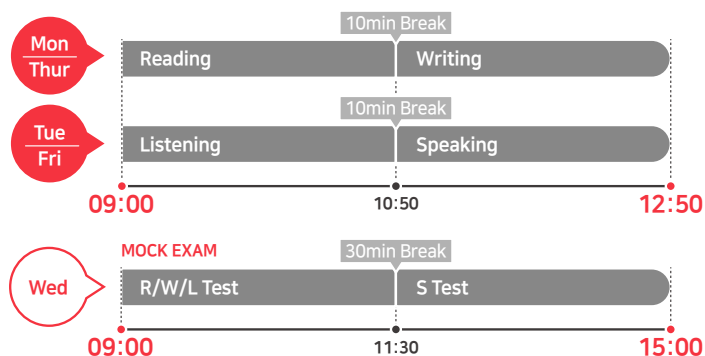 10min Break
Mon
Thur
Reading
Writing
10min Break
Tue
Fri
Listening
Speaking
09:00
10:50
12:50
MOCK EXAM
30min Break
Wed
R/W/L Test
S Test
09:00
11:30
15:00